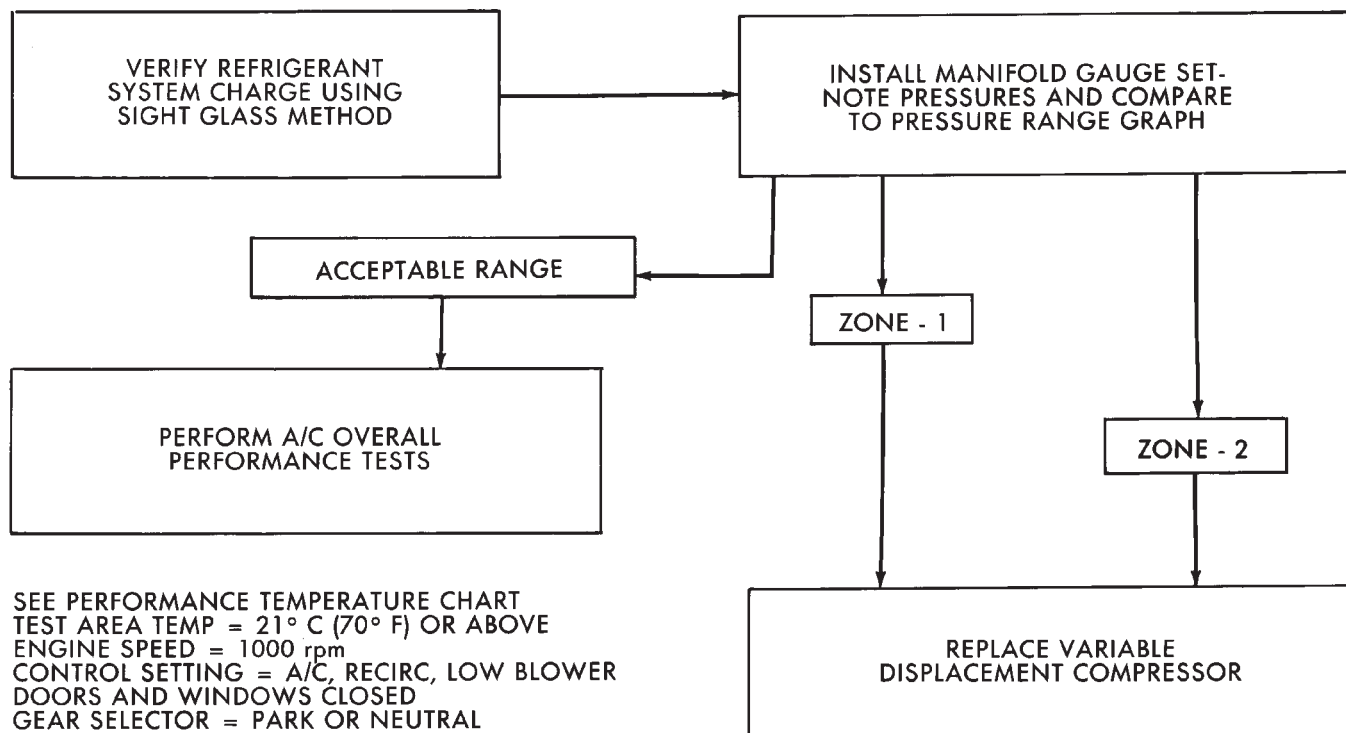 VERIFY REFRIGERANT
SYSTEM CHARGE USING
SIGHT GLASS METHOD
INSTALL MANIFOLD GAUGE SET-
NOTE PRESSURES AND COMPARE
TO PRESSURE RANGE GRAPH
ACCEPTABLE RANGE
ZONE - 1
PERFORM A/C OVERALL
PERFORMANCE TESTS
ZONE - 2
SEE PERFORMANCE TEMPERATURE CHART
TEST AREA TEMP = 21° C (70° F) OR ABOVE
ENGINE SPEED = 1000 rpm
CONTROL SETTING = A/C, RECIRC, LOW BLOWER
DOORS AND WINDOWS CLOSED
GEAR SELECTOR = PARK OR NEUTRAL
REPLACE VARIABLE
DISPLACEMENT COMPRESSOR